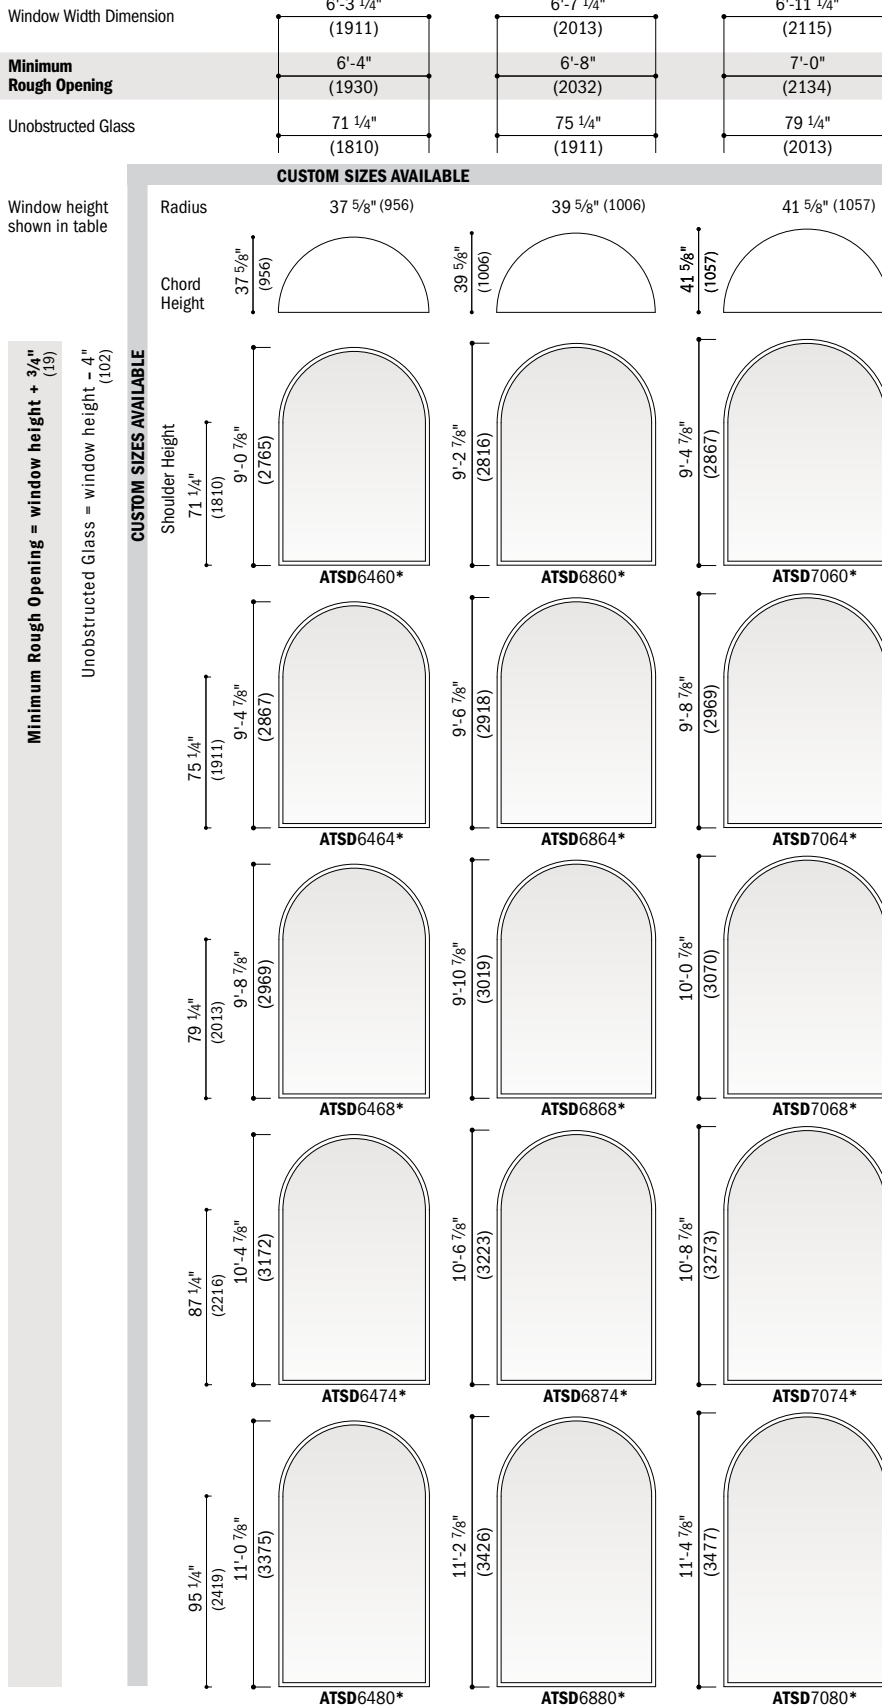 6'-3 1/4" 6'-7 1/4" 6'-11 1/4"
Window Width Dimension
(1911) (2013) (2115)
Minimum 6'-4" 6'-8" 7'-0"
Rough Opening (1930) (2032) (2134)
Unobstructed Glass 71 1/4" 75 1/4" 79 1/4"
(1810) (1911) (2013)
CUSTOM SIZES AVAILABLE
Window height
shown in table
Radius 37 5/8" (956) 39 5/8" (1006) 41 5/8" (1057)
Chord
Height
37 5/8"
(956)
39 5/8"
(1006)
41 5/8"
(1057)
Minimum Rough Opening = window height + 3/4"
(19)
Unobstructed Glass = window height – 4"
(102)
CUSTOM SIZES AVAILABLE
Shoulder Height
71 1/4"
(1810)
9'-0 7/8"
(2765)
9'-2 7/8"
(2816)
9'-4 7/8"
(2867)
ATSD6460* ATSD6860* ATSD7060*
75 1/4"
(1911)
9'-4 7/8"
(2867)
9'-6 7/8"
(2918)
9'-8 7/8"
(2969)
ATSD6464* ATSD6864* ATSD7064*
79 1/4"
(2013)
9'-8 7/8"
(2969)
9'-10 7/8"
(3019)
10'-0 7/8"
(3070)
ATSD6468* ATSD6868* ATSD7068*
87 1/4"
(2216)
10'-4 7/8"
(3172)
10'-6 7/8"
(3223)
10'-8 7/8"
(3273)
ATSD6474* ATSD6874* ATSD7074*
95 1/4"
(2419)
11'-0 7/8"
(3375)
11'-2 7/8"
(3426)
11'-4 7/8"
(3477)
ATSD6480* ATSD6880* ATSD7080*